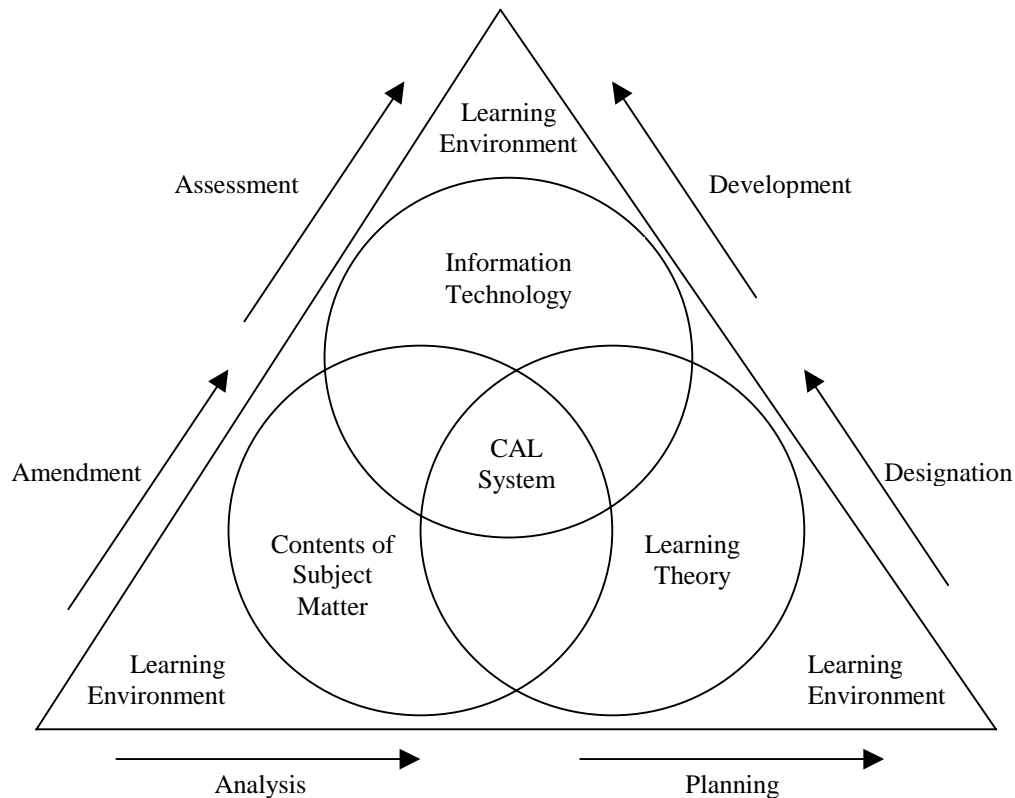 Learning
Environment
Assessment
Development
Information
Technology
CAL
System
Amendment
Designation
Contents of
Subject
Matter
Learning
Theory
Learning
Environment
Learning
Environment
Analysis
Planning